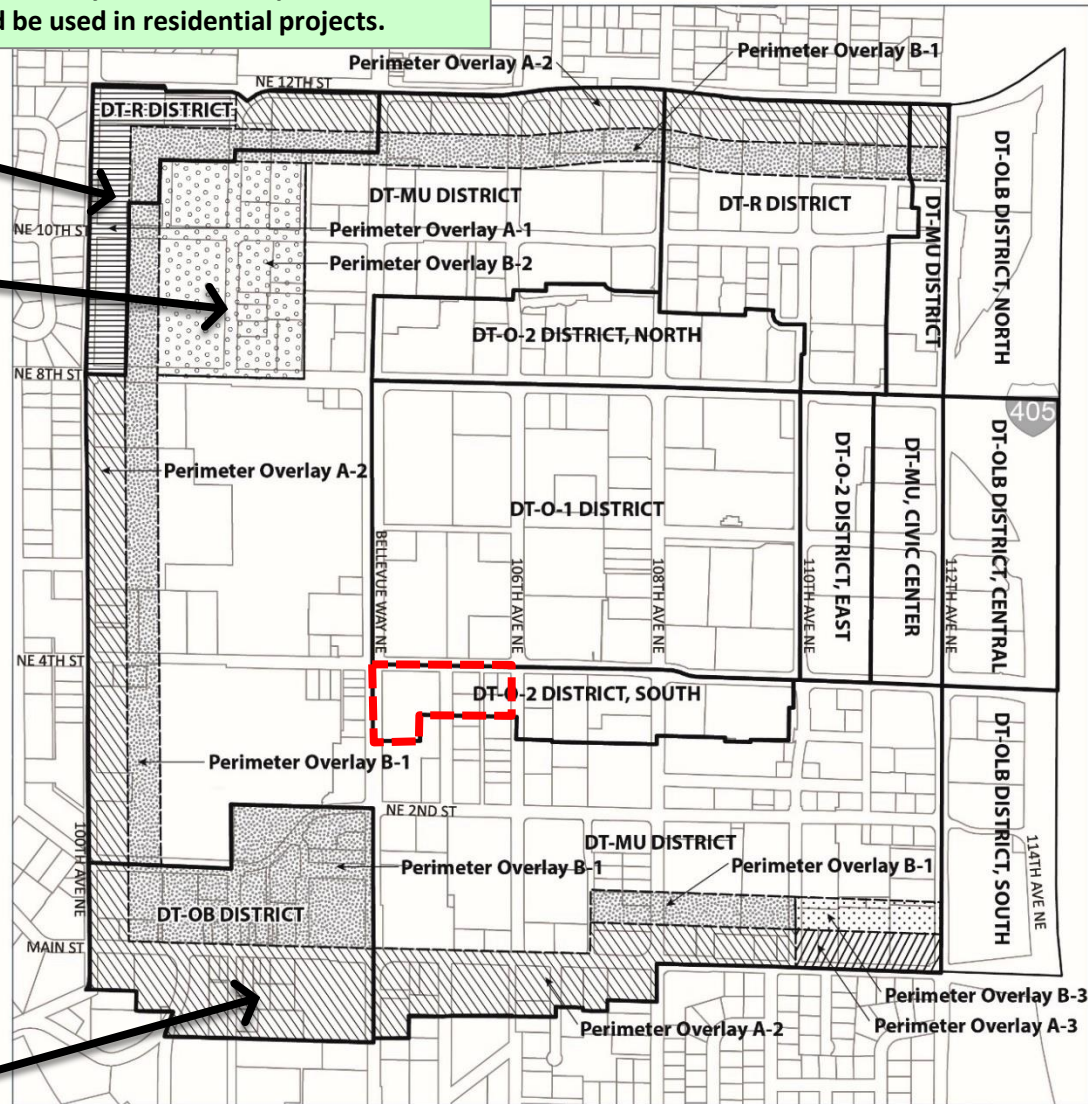 d be used in residential projects.
Perimeter Overlay A-2
Perimeter Overlay B-1
NE 12TH ST
DT-R DISTRICT
DT-OLB DISTRICT, NORTH
DT-MU DISTRICT
DT-R DISTRICT
DT-MU DISTRICT
NE 10TH ST
Perimeter Overlay A-1
Perimeter Overlay B-2
DT-O-2 DISTRICT, NORTH
NE 8TH ST
405
Perimeter Overlay A-2
DT-O-1 DISTRICT
DT-O-2 DISTRICT, EAST
DT-MU, CIVIC CENTER
DT-OLB DISTRICT, CENTRAL
BELLEVUE WAY NE
106TH AVE NE
108TH AVE NE
110TH AVE NE
112TH AVE NE
NE 4TH ST
DT-O-2 DISTRICT, SOUTH
Perimeter Overlay B-1
NE 2ND ST
DT-OLB DISTRICT, SOUTH
114TH AVE NE
100TH AVE NE
DT-MU DISTRICT
Perimeter Overlay B-1
Perimeter Overlay B-1
DT-OB DISTRICT
MAIN ST
Perimeter Overlay B-3
Perimeter Overlay A-3
Perimeter Overlay A-2